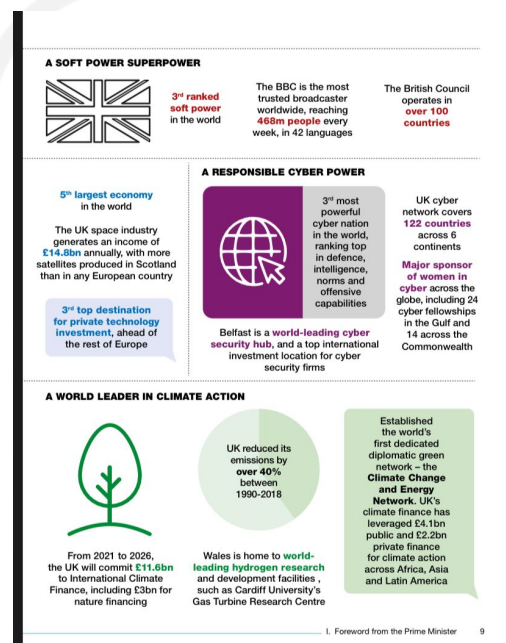 A SOFT POWER SUPERPOWER
3rd ranked
soft power
in the world
The BBC is the most
trusted broadcaster
worldwide, reaching
468m people every
week, in 42 languages
The British Council
operates in
over 100
countries
5th largest economy
in the world
The UK space industry
generates an income of
£14.8bn annually, with more
satellites produced in Scotland
than in any European country
3rd top destination
for private technology
investment, ahead of
the rest of Europe
A RESPONSIBLE CYBER POWER
3rd most
powerful
cyber nation
in the world,
ranking top
in defence,
intelligence,
norms and
offensive
capabilities
Belfast is a world-leading cyber
security hub, and a top international
investment location for cyber
security firms
UK cyber
network covers
122 countries
across 6
continents
Major sponsor
of women in
cyber across the
globe, including 24
cyber fellowships
in the Gulf and
14 across the
Commonwealth
A WORLD LEADER IN CLIMATE ACTION
From 2021 to 2026,
the UK will commit £11.6bn
to International Climate
Finance, including £3bn for
nature financing
UK reduced its
emissions by
over 40%
between
1990-2018
Wales is home to world-
leading hydrogen research
and development facilities ,
such as Cardiff University's
Gas Turbine Research Centre
Established
the world's
first dedicated
diplomatic green
network – the
Climate Change
and Energy
Network. UK's
climate finance has
leveraged £4.1bn
public and £2.2bn
private finance
for climate action
across Africa, Asia
and Latin America
I. Foreword from the Prime Minister 9